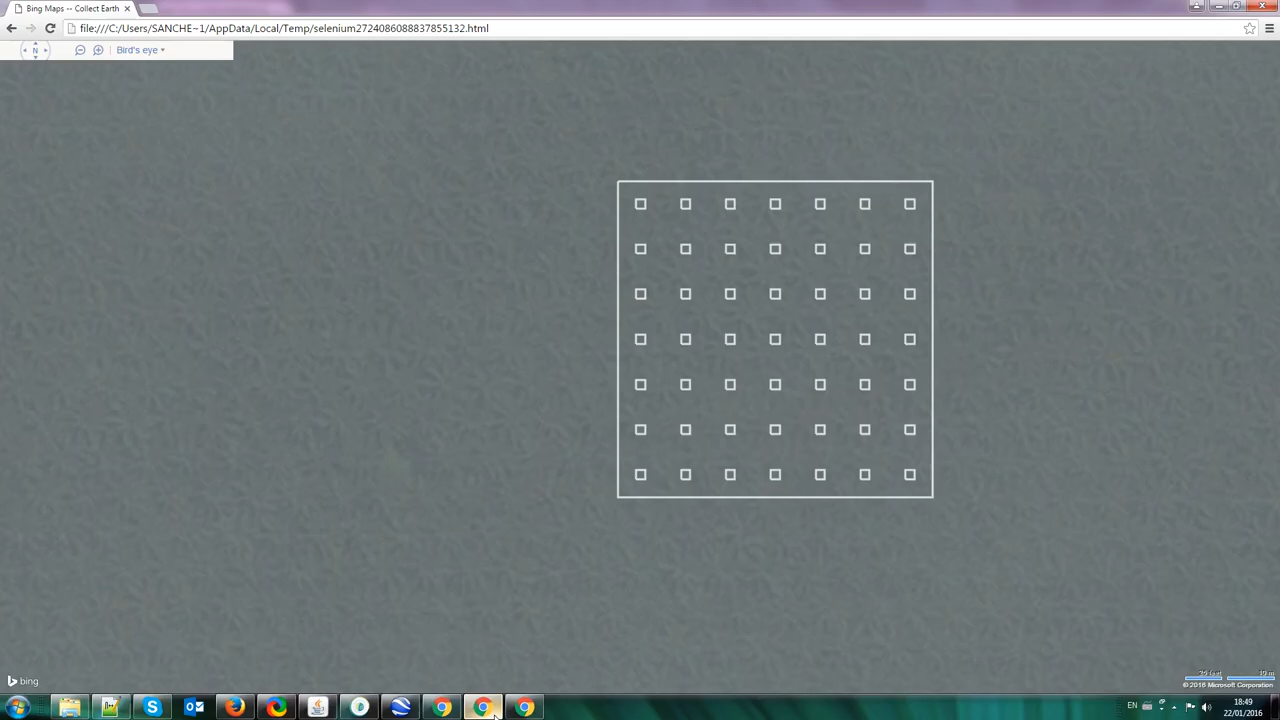 Bing Maps -- Collect Earth
file:///C:/Users/SANCHE~1/AppData/Local/Temp/selenium2724086088837855132.html
N
Bird's eye
bing
© 2016 Microsoft Corporation
EN
18:49
22/01/2016